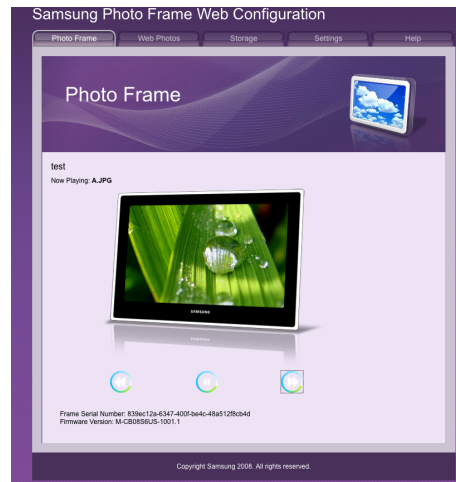 Samsung Photo Frame Web Configuration
Photo Frame
Web Photos
Storage
Settings
Help
Photo Frame
test
Now Playing: A.JPG
SAMSUNG
Frame Serial Number: 839ec12a-6347-400f-be4c-48a512f8cb4d
Firmware Version: M-CB08S6US-1001.1
Copyright Samsung 2008. All rights reserved.